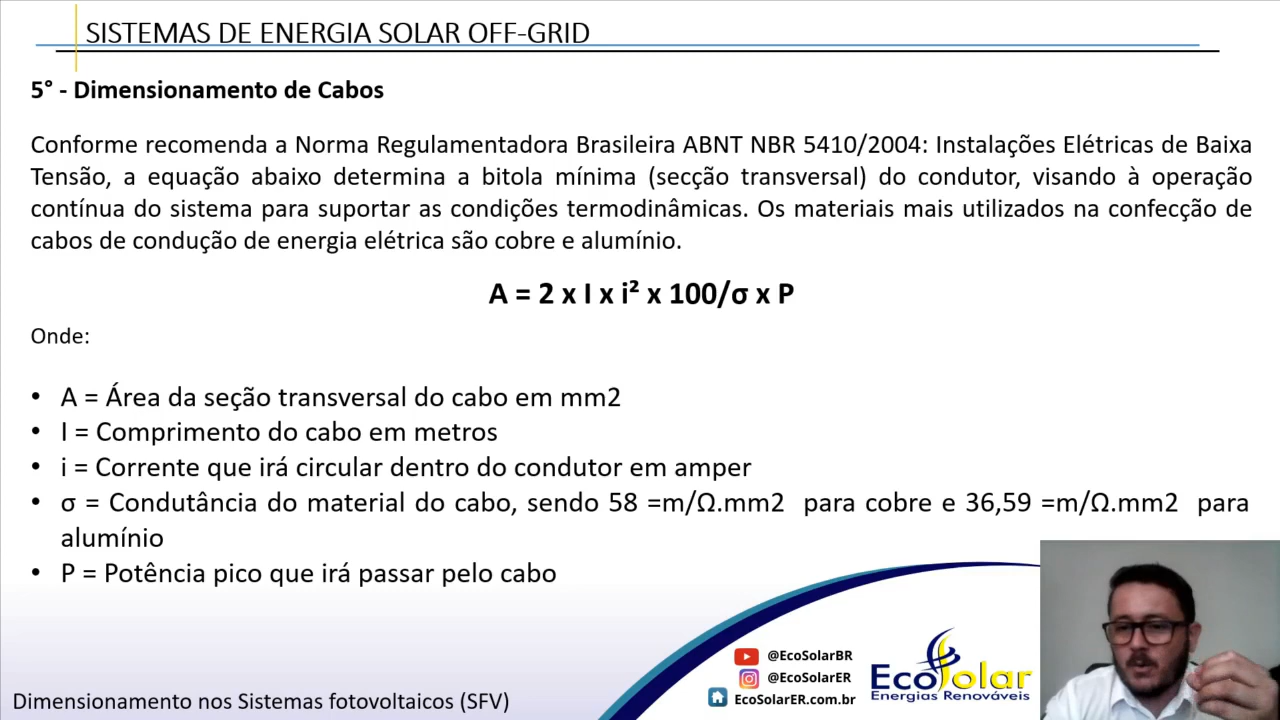 SISTEMAS DE ENERGIA SOLAR OFF-GRID
5° - Dimensionamento de Cabos
Conforme recomenda a Norma Regulamentadora Brasileira ABNT NBR 5410/2004: Instalações Elétricas de Baixa
Tensão, a equação abaixo determina a bitola mínima (secção transversal) do condutor, visando à operação
contínua do sistema para suportar as condições termodinâmicas. Os materiais mais utilizados na confecção de
cabos de condução de energia elétrica são cobre e alumínio.
A = 2 x I x i² x 100/σ x P
Onde:
• A = Área da seção transversal do cabo em mm2
• I = Comprimento do cabo em metros
• i = Corrente que irá circular dentro do condutor em amper
• σ = Condutância do material do cabo, sendo 58 =m/Ω.mm2 para cobre e 36,59 =m/Ω.mm2 para
alumínio
• P = Potência pico que irá passar pelo cabo
@EcoSolarBR
@EcoSolarER
EcoSolarER.com.br
EcoSolar
Energias Renováveis
Dimensionamento nos Sistemas fotovoltaicos (SFV)